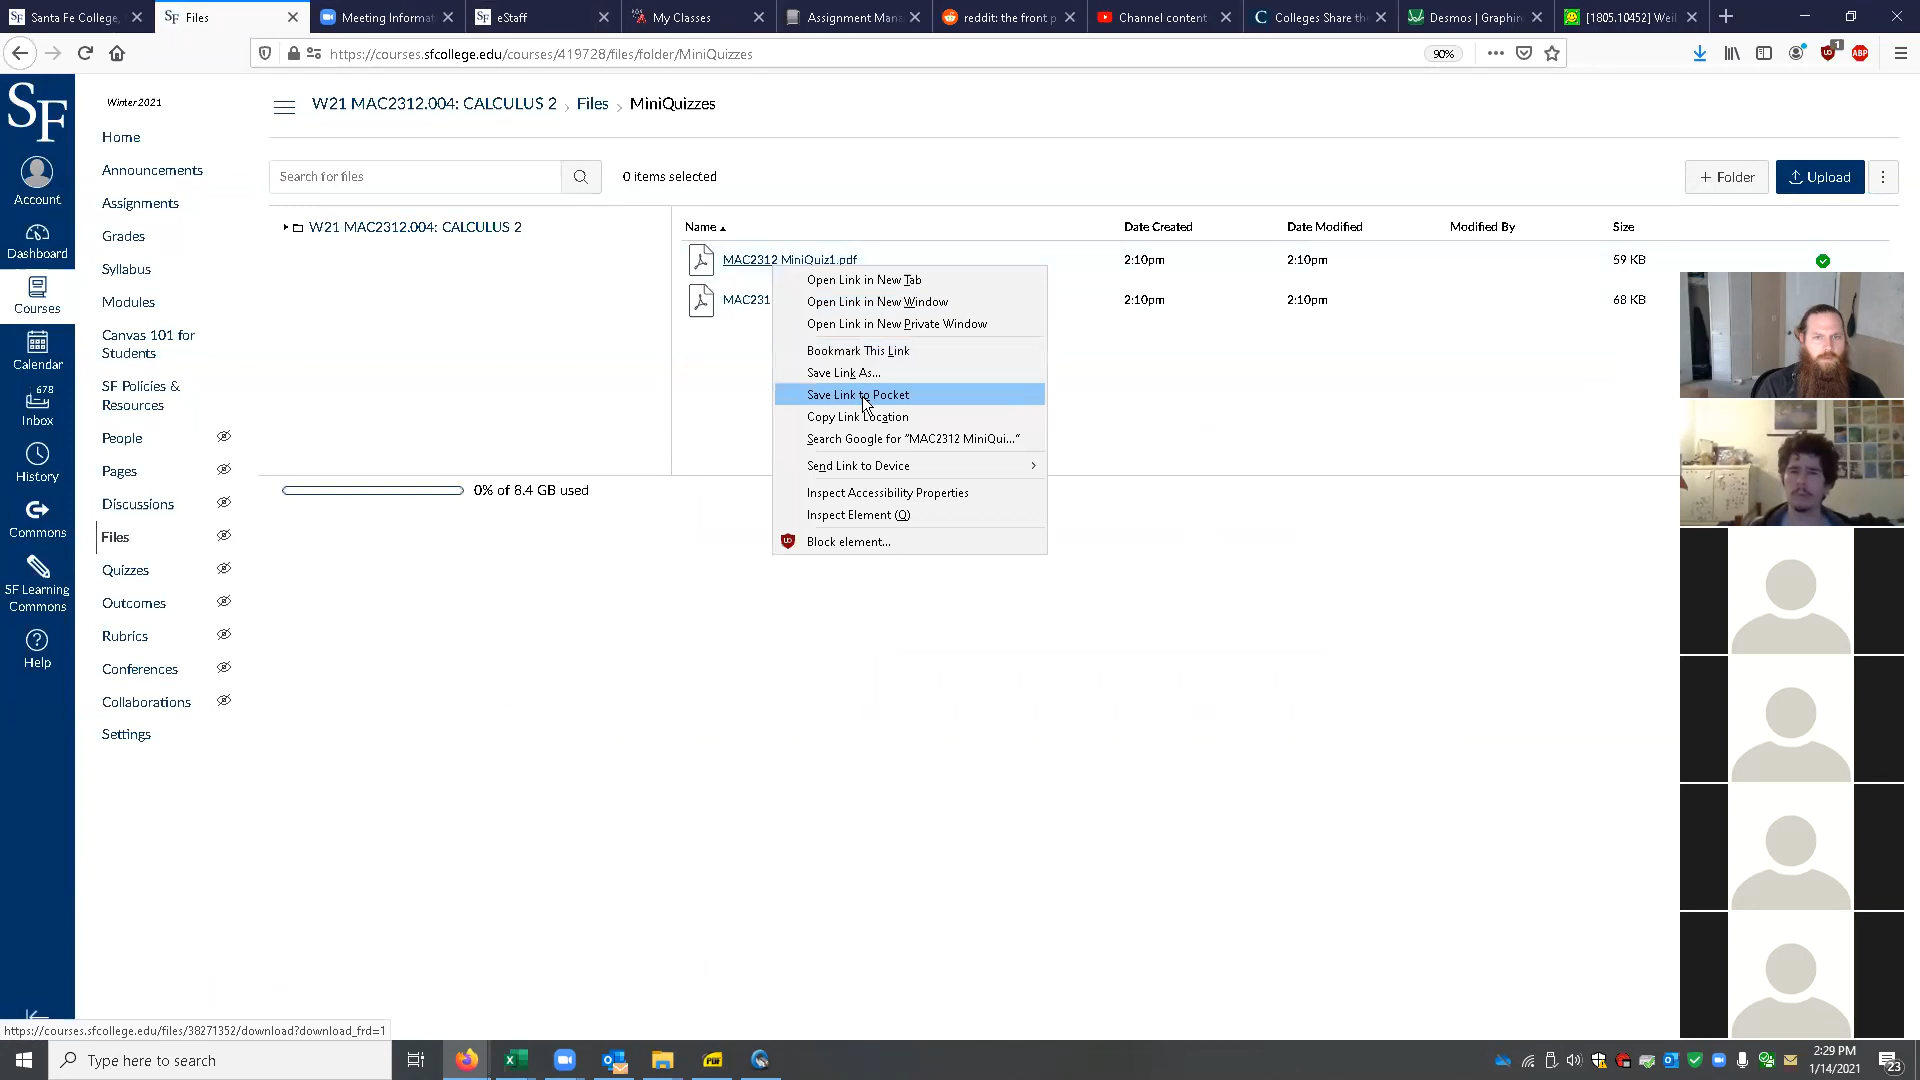 Santa Fe College,
Files
Meeting Informat
eStaff
My Classes
Assignment Mana
reddit: the front p
Channel content
Colleges Share the
Desmos | Graphin
[1805.10452] Weil
https://courses.sfcollege.edu/courses/419728/files/folder/MiniQuizzes
90%
1
ABP
SF
Account
Dashboard
Courses
Calendar
678
Inbox
History
Commons
SF Learning
Commons
Help
Winter 2021
Home
Announcements
Assignments
Grades
Syllabus
Modules
Canvas 101 for
Students
SF Policies &
Resources
People
Pages
Discussions
Files
Quizzes
Outcomes
Rubrics
Conferences
Collaborations
Settings
W21 MAC2312.004: CALCULUS 2 › Files › MiniQuizzes
Search for files
0 items selected
+ Folder
Upload
W21 MAC2312.004: CALCULUS 2
0% of 8.4 GB used
Name
Date Created
Date Modified
Modified By
Size
MAC2312 MiniQuiz1.pdf
2:10pm
2:10pm
59 KB
MAC231
2:10pm
2:10pm
68 KB
Open Link in New Tab
Open Link in New Window
Open Link in New Private Window
Bookmark This Link
Save Link As...
Save Link to Pocket
Copy Link Location
Search Google for "MAC2312 MiniQui..."
Send Link to Device
Inspect Accessibility Properties
Inspect Element (Q)
Block element...
https://courses.sfcollege.edu/files/38271352/download?download_frd=1
Type here to search
PDF
2:29 PM
1/14/2021
23